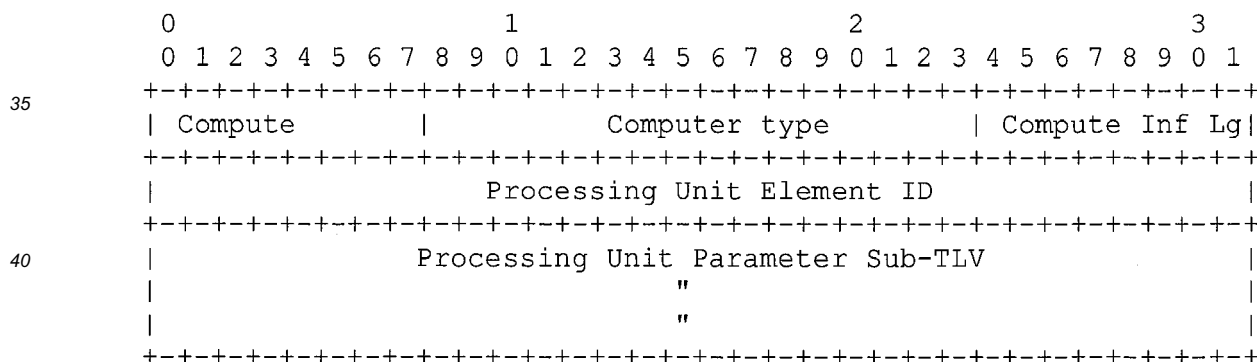 0                   1                   2                   3
0 1 2 3 4 5 6 7 8 9 0 1 2 3 4 5 6 7 8 9 0 1 2 3 4 5 6 7 8 9 0 1
+-+-+-+-+-+-+-+-+-+-+-+-+-+-+-+-+-+-+-+-+-+-+-+-+-+-+-+-+-+-+-+-+
35
| Compute | Computer type | Compute Inf Lg|
+-+-+-+-+-+-+-+-+-+-+-+-+-+-+-+-+-+-+-+-+-+-+-+-+-+-+-+-+-+-+-+-+
| Processing Unit Element ID |
+-+-+-+-+-+-+-+-+-+-+-+-+-+-+-+-+-+-+-+-+-+-+-+-+-+-+-+-+-+-+-+-+
40
| Processing Unit Parameter Sub-TLV |
| " |
| " |
+-+-+-+-+-+-+-+-+-+-+-+-+-+-+-+-+-+-+-+-+-+-+-+-+-+-+-+-+-+-+-+-+